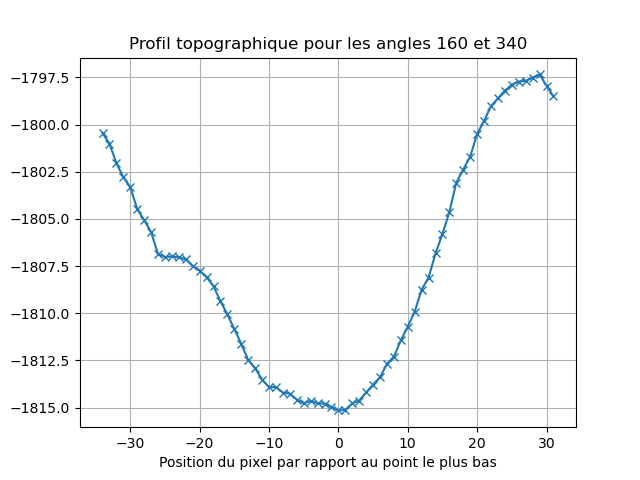 Profil topographique pour les angles 160 et 340
−1797.5
−1800.0
−1802.5
−1805.0
−1807.5
−1810.0
−1812.5
−1815.0
−30 −20 −10 0 10 20 30
Position du pixel par rapport au point le plus bas